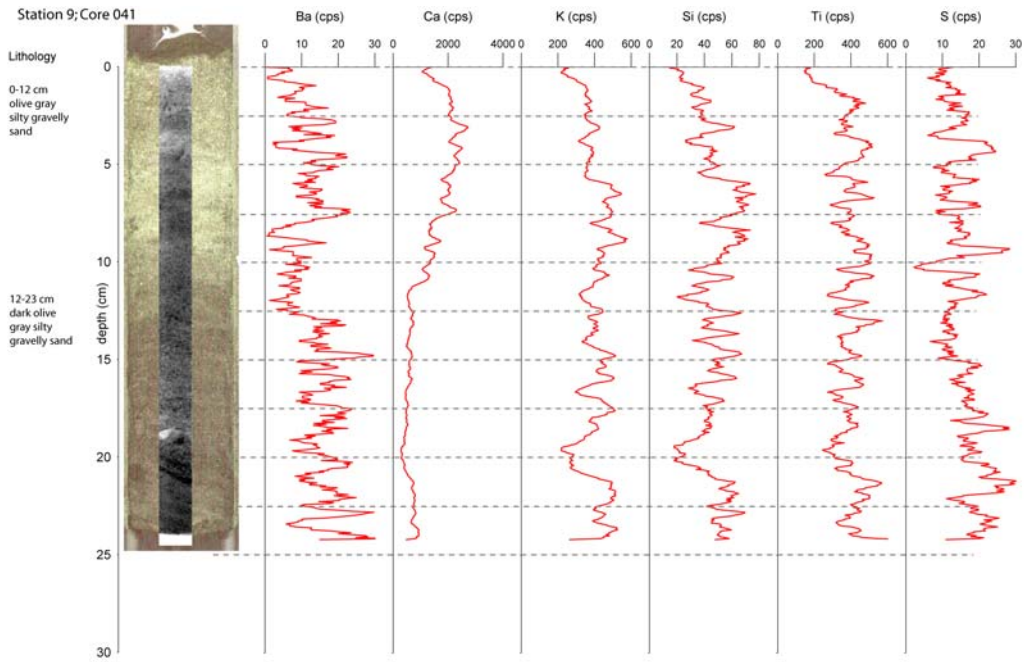 Station 9; Core 041
Ba (cps)
Ca (cps)
K (cps)
Si (cps)
Ti (cps)
S (cps)
0 10 20 30
0 2000 4000
0 200 400 600
0 20 40 60 80
0 200 400 600
0 10 20 30
Lithology
0-12 cm
olive gray
silty gravelly
sand
12-23 cm
dark olive
gray silty
gravelly sand
depth (cm)
0
5
10
15
20
25
30